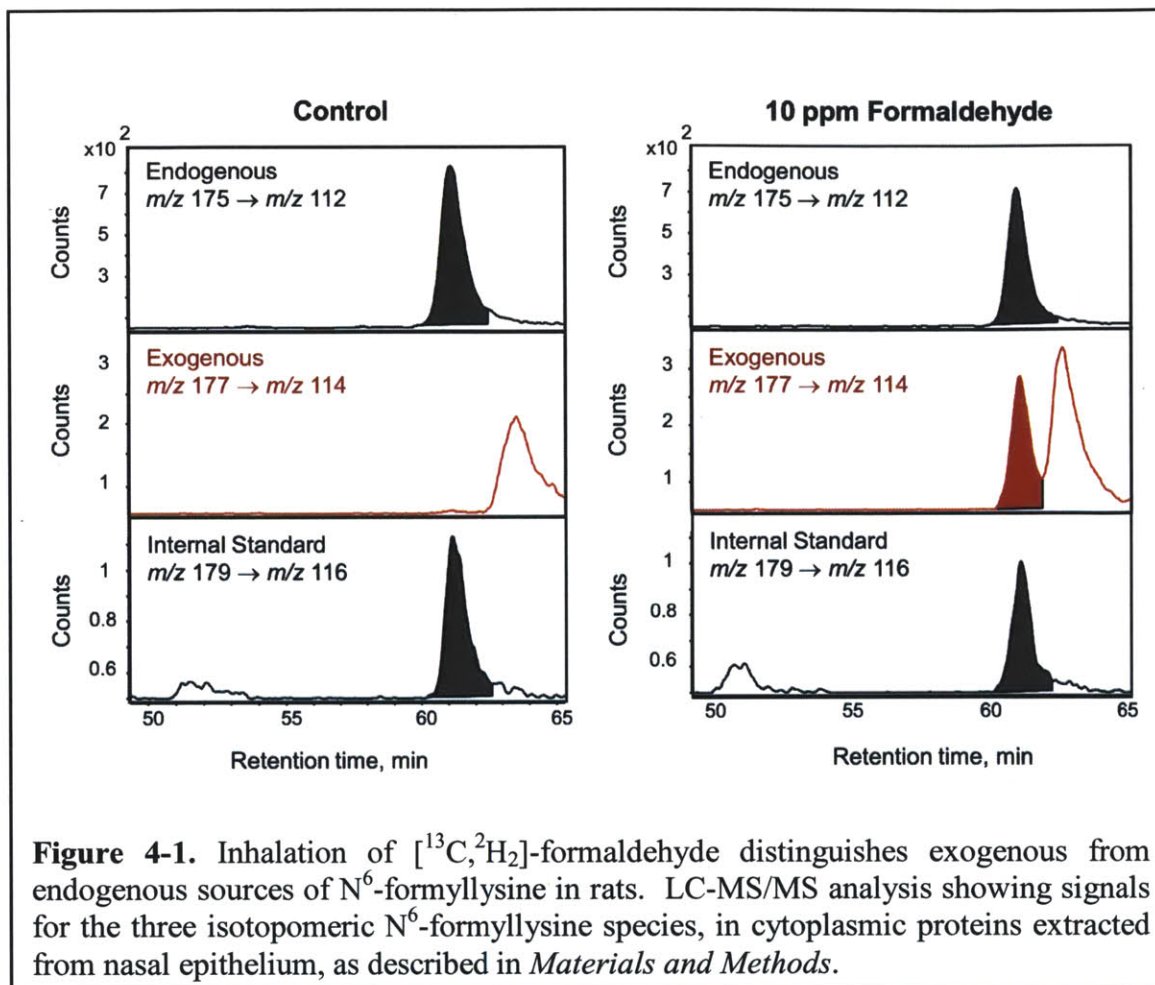 Control
x10 2
Endogenous
m/z 175 → m/z 112
7
5
3
Counts
Exogenous
m/z 177 → m/z 114
3
2
1
Counts
Internal Standard
m/z 179 → m/z 116
1
0.8
0.6
Counts
50 55 60 65
Retention time, min
10 ppm Formaldehyde
x10 2
Endogenous
m/z 175 → m/z 112
7
5
3
Counts
Exogenous
m/z 177 → m/z 114
3
2
1
Counts
Internal Standard
m/z 179 → m/z 116
1
0.8
0.6
Counts
50 55 60 65
Retention time, min
Figure 4-1. Inhalation of [¹³C,²H₂]-formaldehyde distinguishes exogenous from
endogenous sources of N⁶-formyllysine in rats. LC-MS/MS analysis showing signals
for the three isotopomeric N⁶-formyllysine species, in cytoplasmic proteins extracted
from nasal epithelium, as described in Materials and Methods.